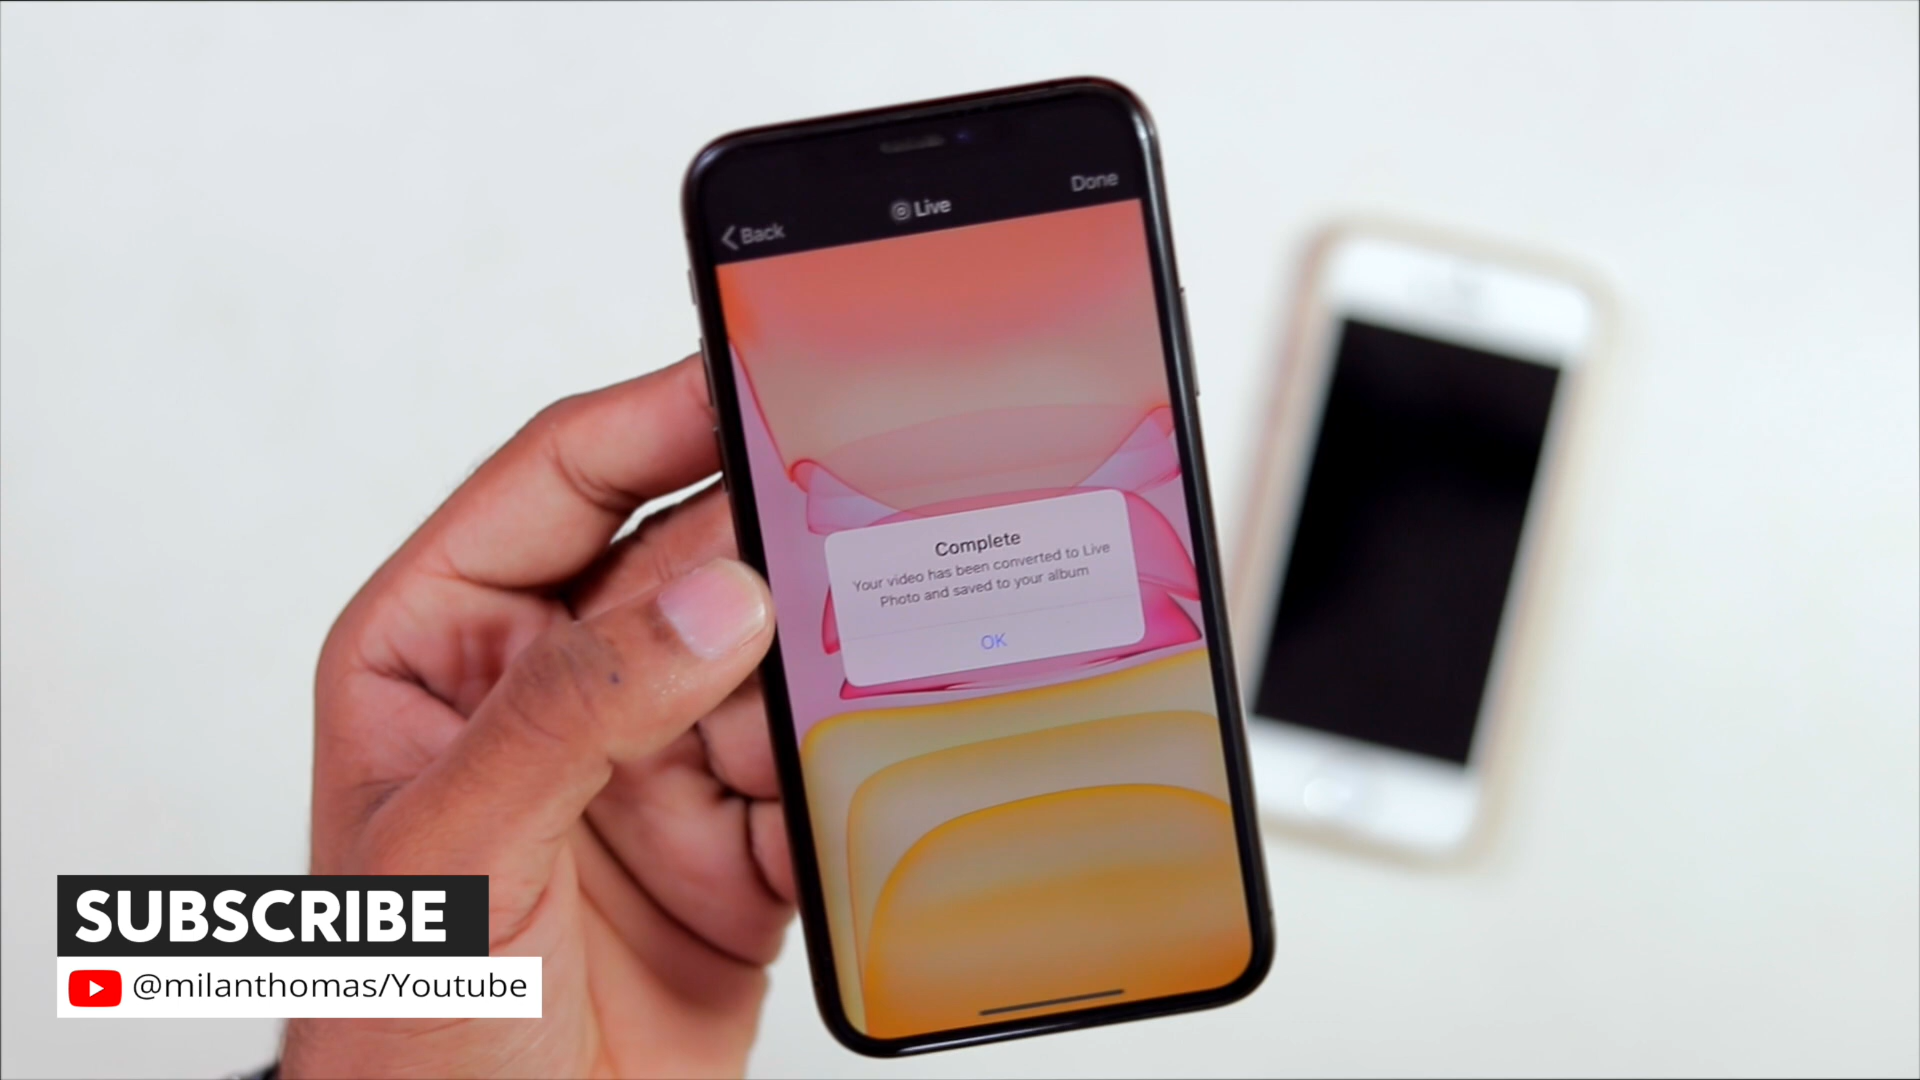 Done
Live
Back
Complete
Your video has been converted to Live
Photo and saved to your album
OK
SUBSCRIBE
@milanthomas/Youtube